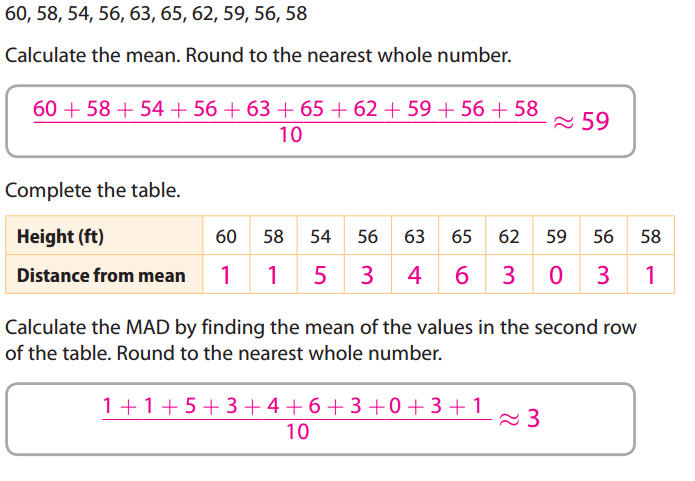 60, 58, 54, 56, 63, 65, 62, 59, 56, 58
Calculate the mean. Round to the nearest whole number.
60 + 58 + 54 + 56 + 63 + 65 + 62 + 59 + 56 + 58
10
≈ 59
Complete the table.
Height (ft) 60 58 54 56 63 65 62 59 56 58
Distance from mean 1 1 5 3 4 6 3 0 3 1
Calculate the MAD by finding the mean of the values in the second row
of the table. Round to the nearest whole number.
1 + 1 + 5 + 3 + 4 + 6 + 3 + 0 + 3 + 1
10
≈ 3